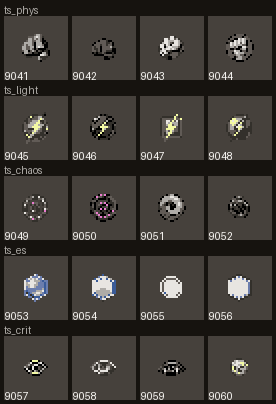 ts_phys
9041 9042 9043 9044
ts_light
9045 9046 9047 9048
ts_chaos
9049 9050 9051 9052
ts_es
9053 9054 9055 9056
ts_crit
9057 9058 9059 9060